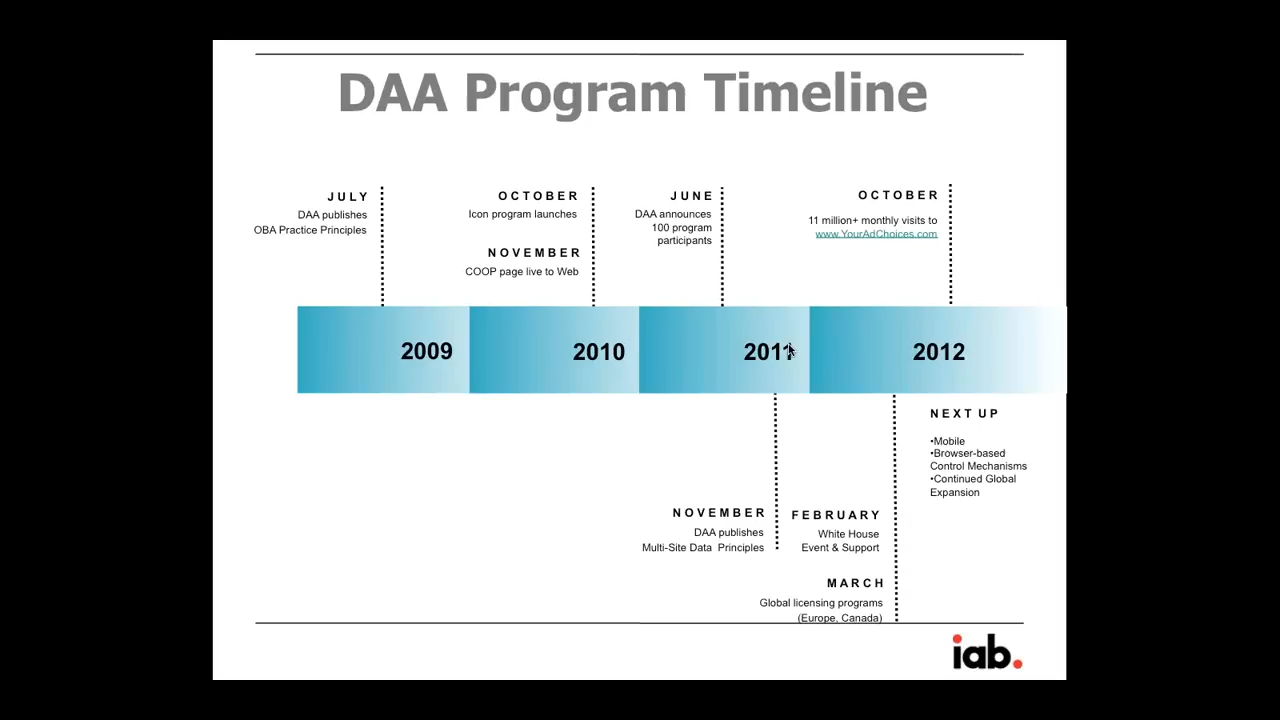 DAA Program Timeline
JULY
DAA publishes
OBA Practice Principles
OCTOBER
Icon program launches
NOVEMBER
COOP page live to Web
JUNE
DAA announces
100 program
participants
OCTOBER
11 million+ monthly visits to
www.YourAdChoices.com
2009
2010
2011
2012
NOVEMBER
DAA publishes
Multi-Site Data Principles
FEBRUARY
White House
Event & Support
MARCH
Global licensing programs
(Europe, Canada)
NEXT UP
•Mobile
•Browser-based
Control Mechanisms
•Continued Global
Expansion
iab.